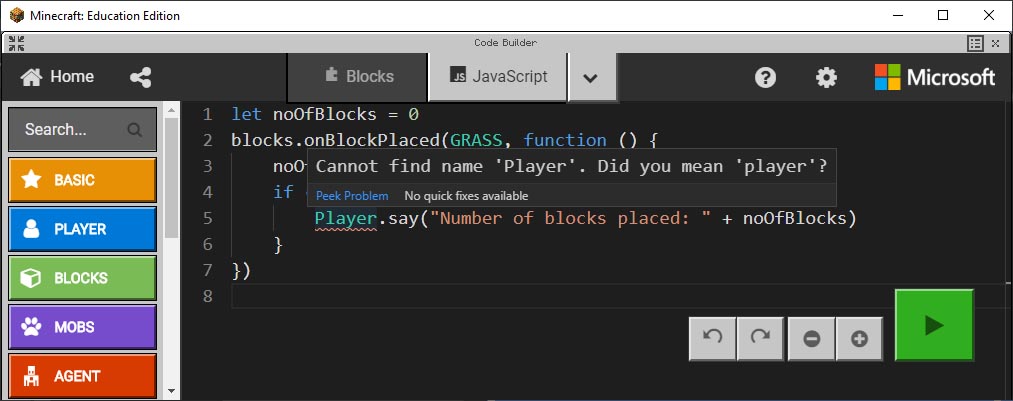 Minecraft: Education Edition
Code Builder
Home
Blocks
JS JavaScript
Microsoft
Search...
BASIC
PLAYER
BLOCKS
MOBS
AGENT
1 let noOfBlocks = 0
2 blocks.onBlockPlaced(GRASS, function () {
3 noO
Cannot find name 'Player'. Did you mean 'player'?
4 if
Peek Problem No quick fixes available
5 Player.say("Number of blocks placed: " + noOfBlocks)
6 }
7 })
8